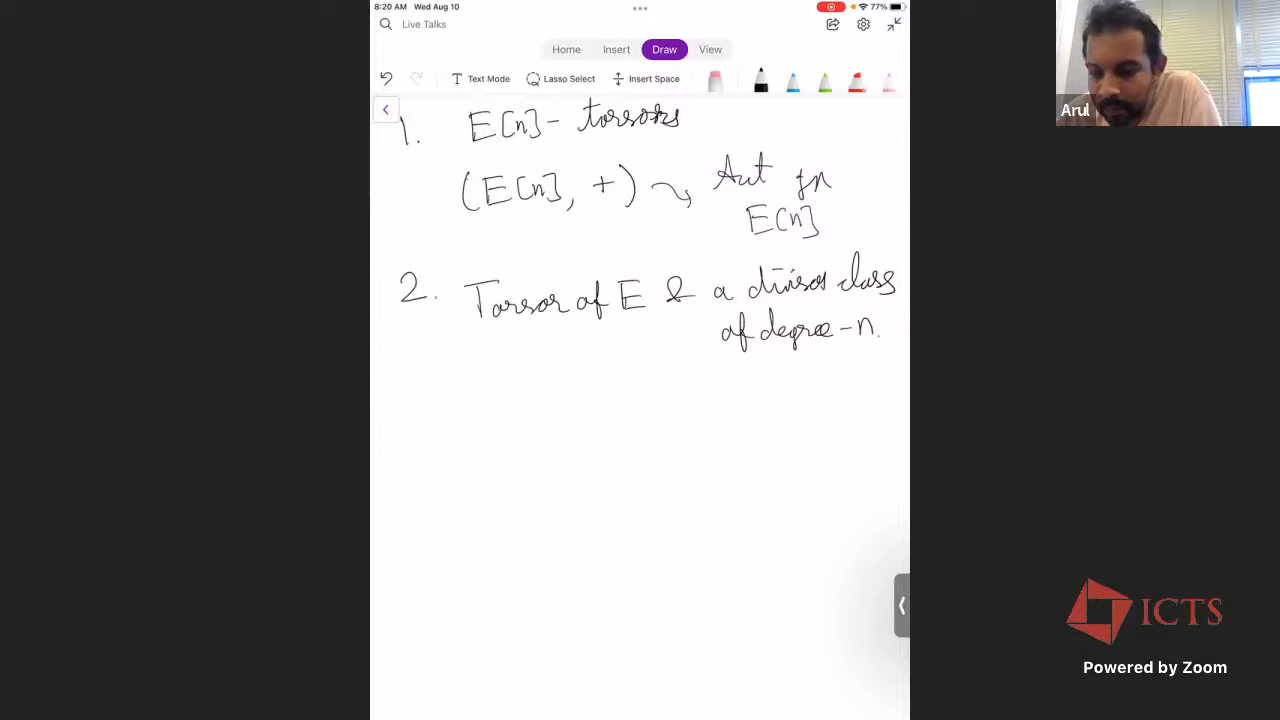 8:20 AM Wed Aug 10
77%
Live Talks
Home Insert Draw View
Text Mode Lasso Select Insert Space
1. E[n] - torsors
(E[n], +) ⤳ Aut for
E[n]
2. Torsor of E & a divisor class
of degree - n.
Arul
ICTS
Powered by Zoom